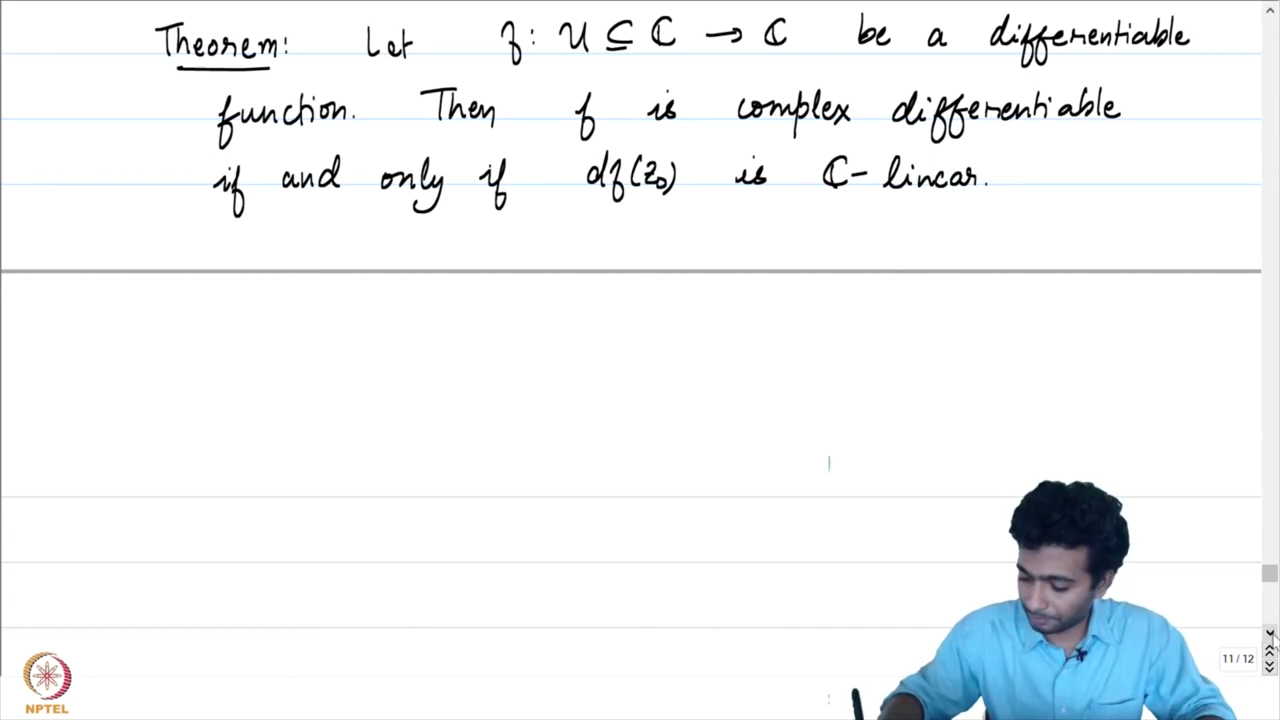 Theorem: Let f: U ⊆ ℂ → ℂ be a differentiable
function. Then f is complex differentiable
if and only if df(z₀) is ℂ-linear.
11 / 12
NPTEL